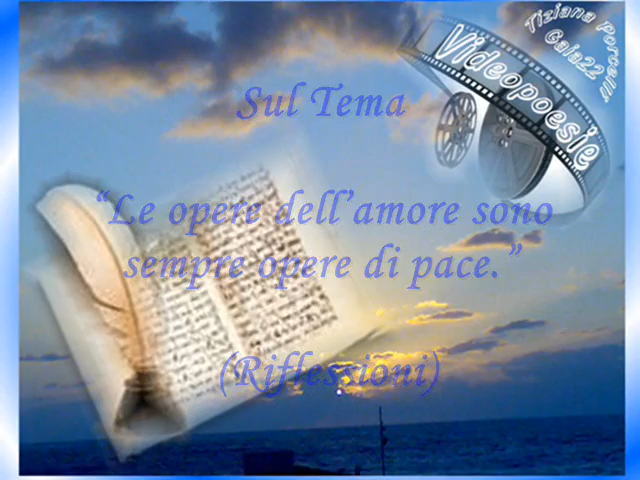 Tiziana Porcelli
Gaia22
Videopoesie
Sul Tema
“Le opere dell’amore sono
sempre opere di pace.”
(Riflessioni)